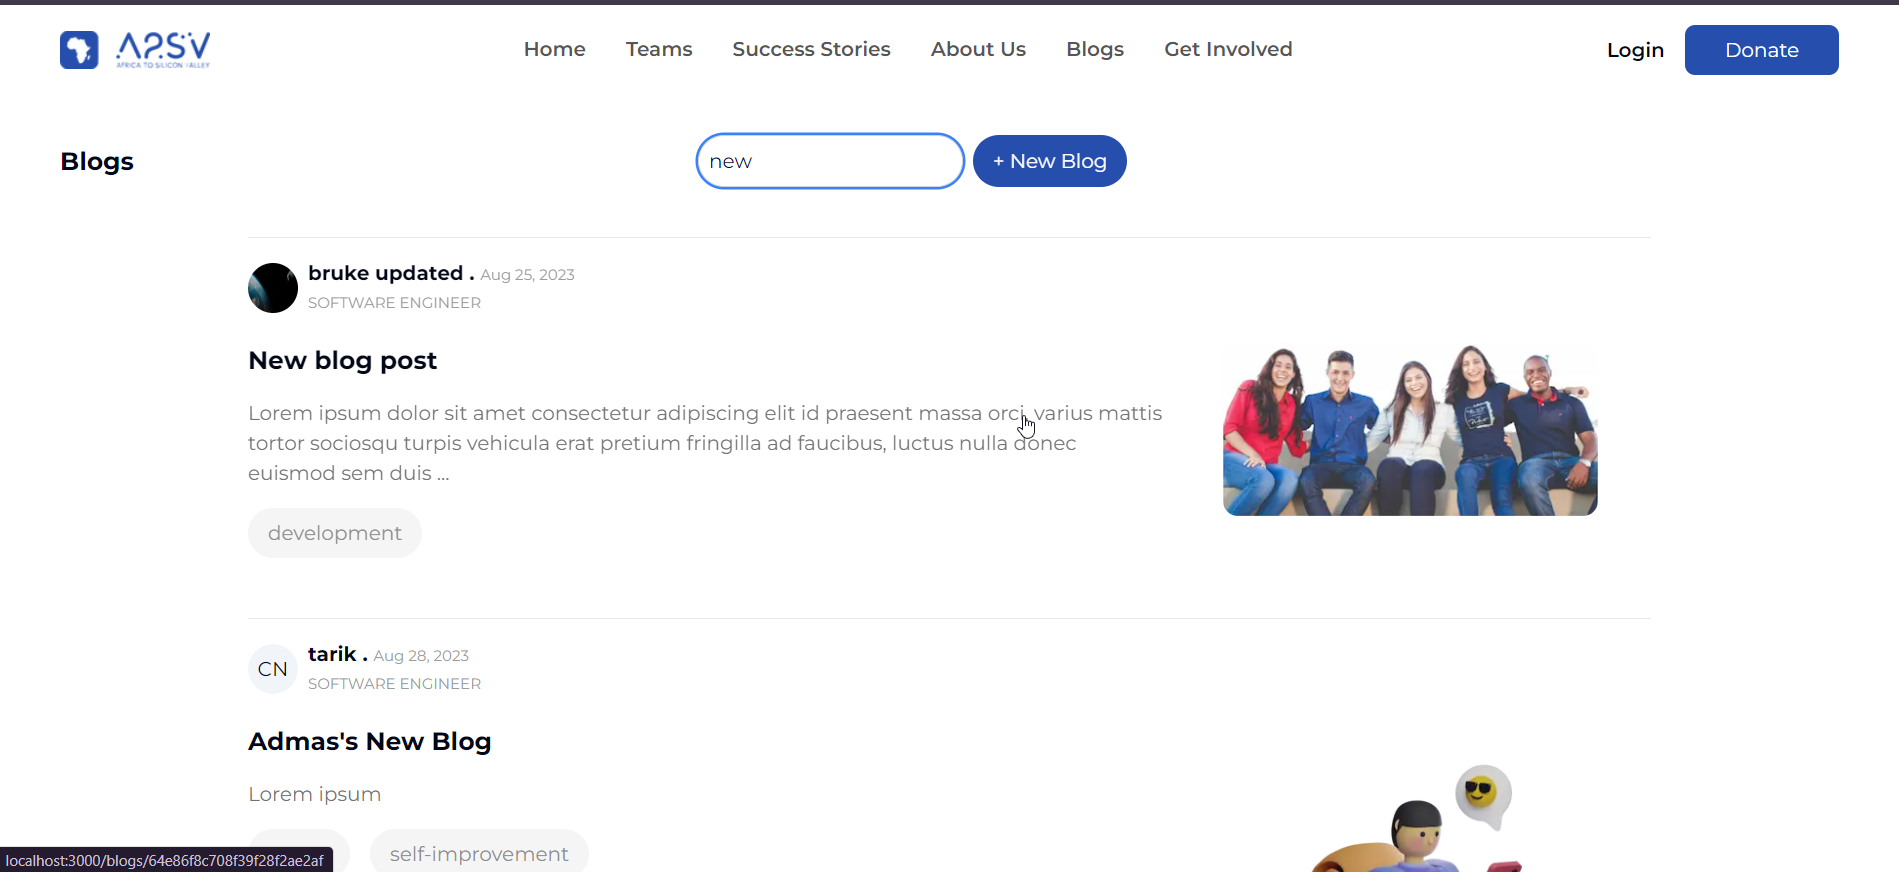 A2SV
AFRICA TO SILICON VALLEY
Home
Teams
Success Stories
About Us
Blogs
Get Involved
Login
Donate
Blogs
new
+ New Blog
bruke updated . Aug 25, 2023
SOFTWARE ENGINEER
New blog post
Lorem ipsum dolor sit amet consectetur adipiscing elit id praesent massa orci, varius mattis
tortor sociosqu turpis vehicula erat pretium fringilla ad faucibus, luctus nulla donec
euismod sem duis ...
development
CN
tarik . Aug 28, 2023
SOFTWARE ENGINEER
Admas's New Blog
Lorem ipsum
self-improvement
localhost:3000/blogs/64e86f8c708f39f28f2ae2af